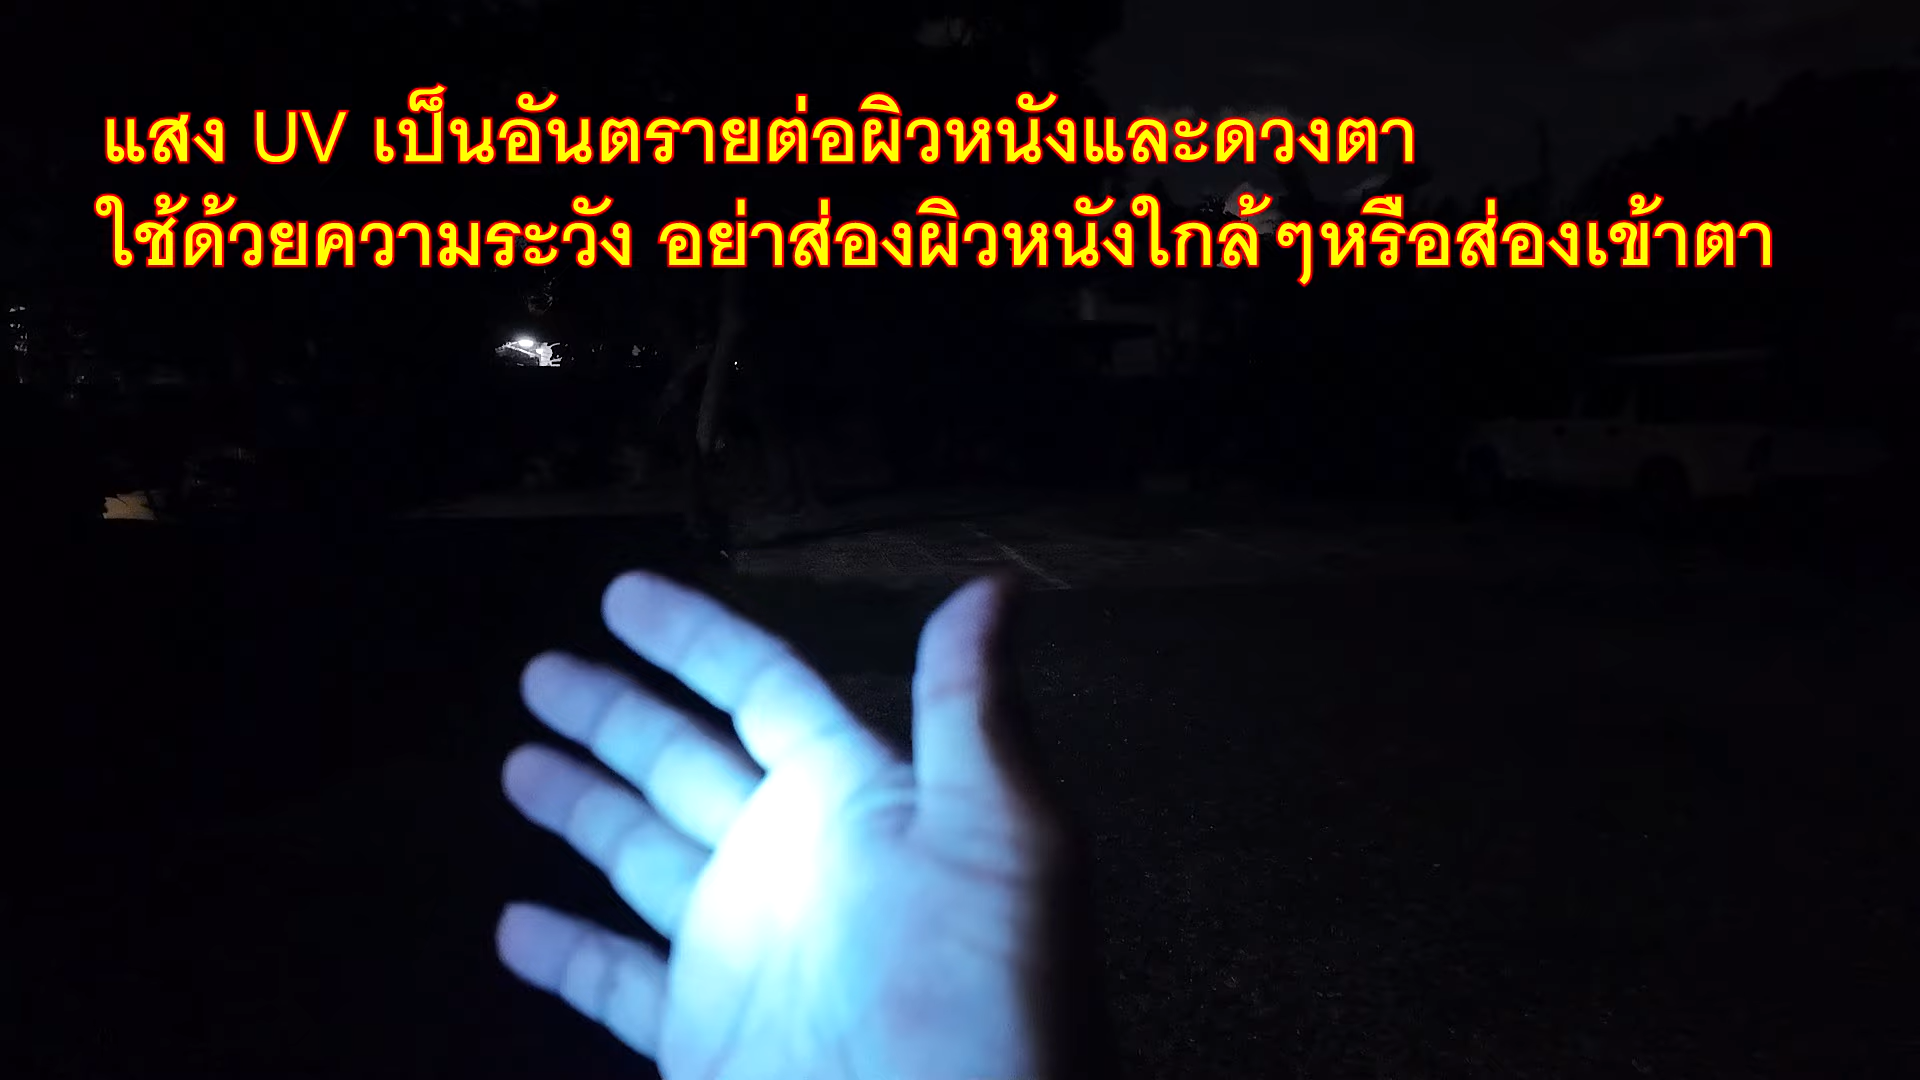 แสง UV เป็นอันตรายต่อผิวหนังและดวงตา
ใช้ด้วยความระวัง อย่าส่องผิวหนังใกล้ๆหรือส่องเข้าตา